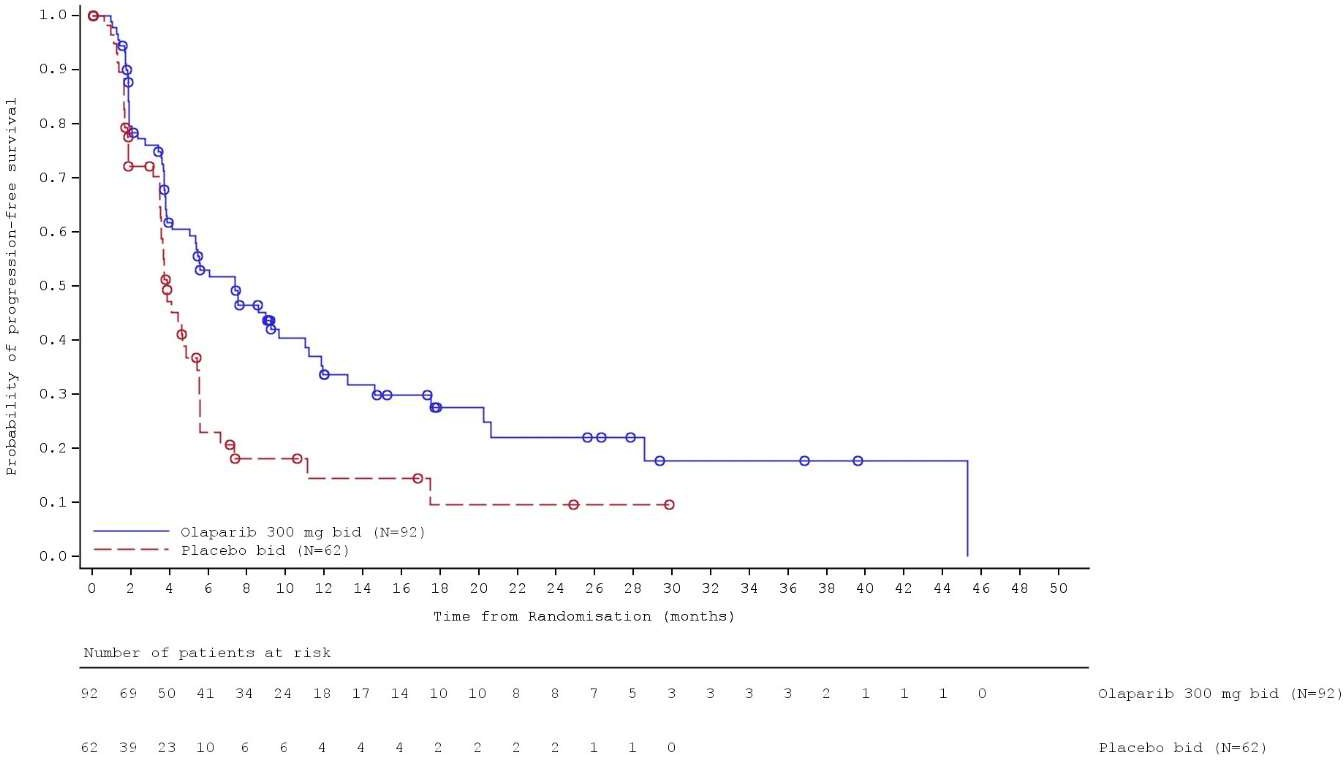 Probability of progression-free survival
1.0
0.9
0.8
0.7
0.6
0.5
0.4
0.3
0.2
0.1
0.0
Olaparib 300 mg bid (N=92)
Placebo bid (N=62)
0 2 4 6 8 10 12 14 16 18 20 22 24 26 28 30 32 34 36 38 40 42 44 46 48 50
Time from Randomisation (months)
Number of patients at risk
92 69 50 41 34 24 18 17 14 10 10 8 8 7 5 3 3 3 3 2 1 1 1 0 Olaparib 300 mg bid (N=92)
62 39 23 10 6 6 4 4 4 2 2 2 2 1 1 0 Placebo bid (N=62)